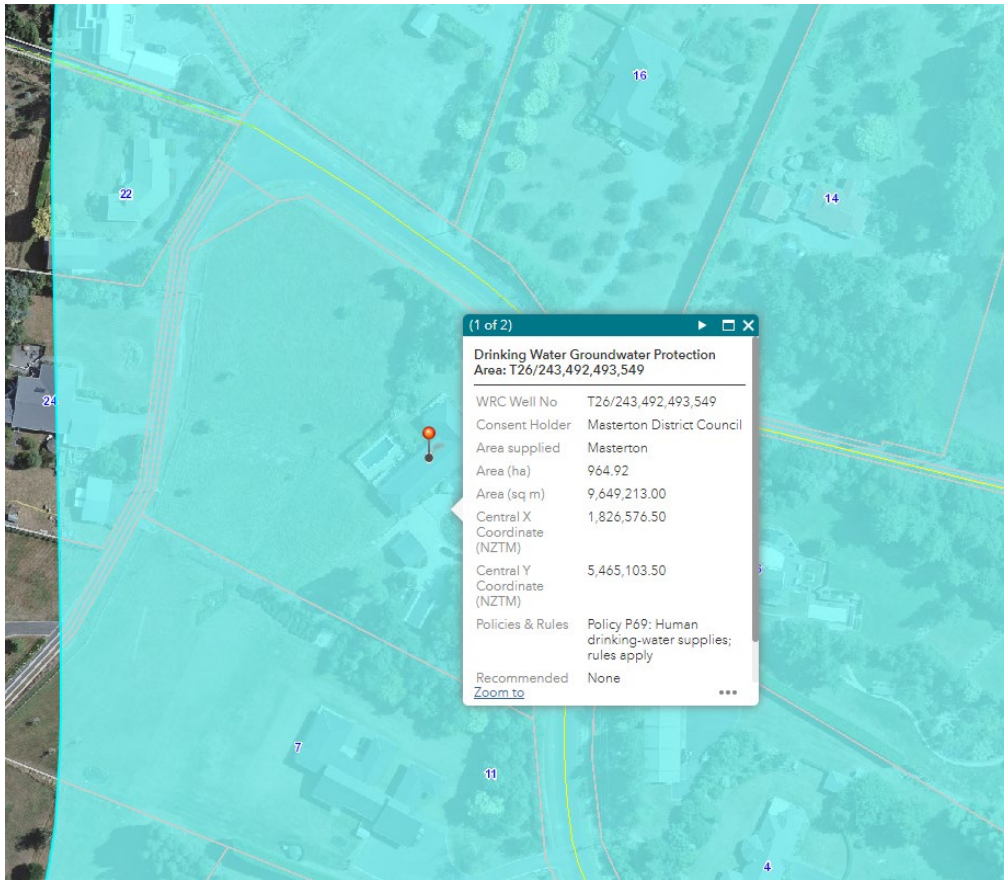 16
22
14
(1 of 2)
Drinking Water Groundwater Protection
Area: T26/243,492,493,549
WRC Well No T26/243,492,493,549
Consent Holder Masterton District Council
Area supplied Masterton
Area (ha) 964.92
Area (sq m) 9,649,213.00
Central X 1,826,576.50
Coordinate
(NZTM)
Central Y 5,465,103.50
Coordinate
(NZTM)
Policies & Rules Policy P69: Human
drinking-water supplies;
rules apply
Recommended None
Zoom to
24
7
11
4